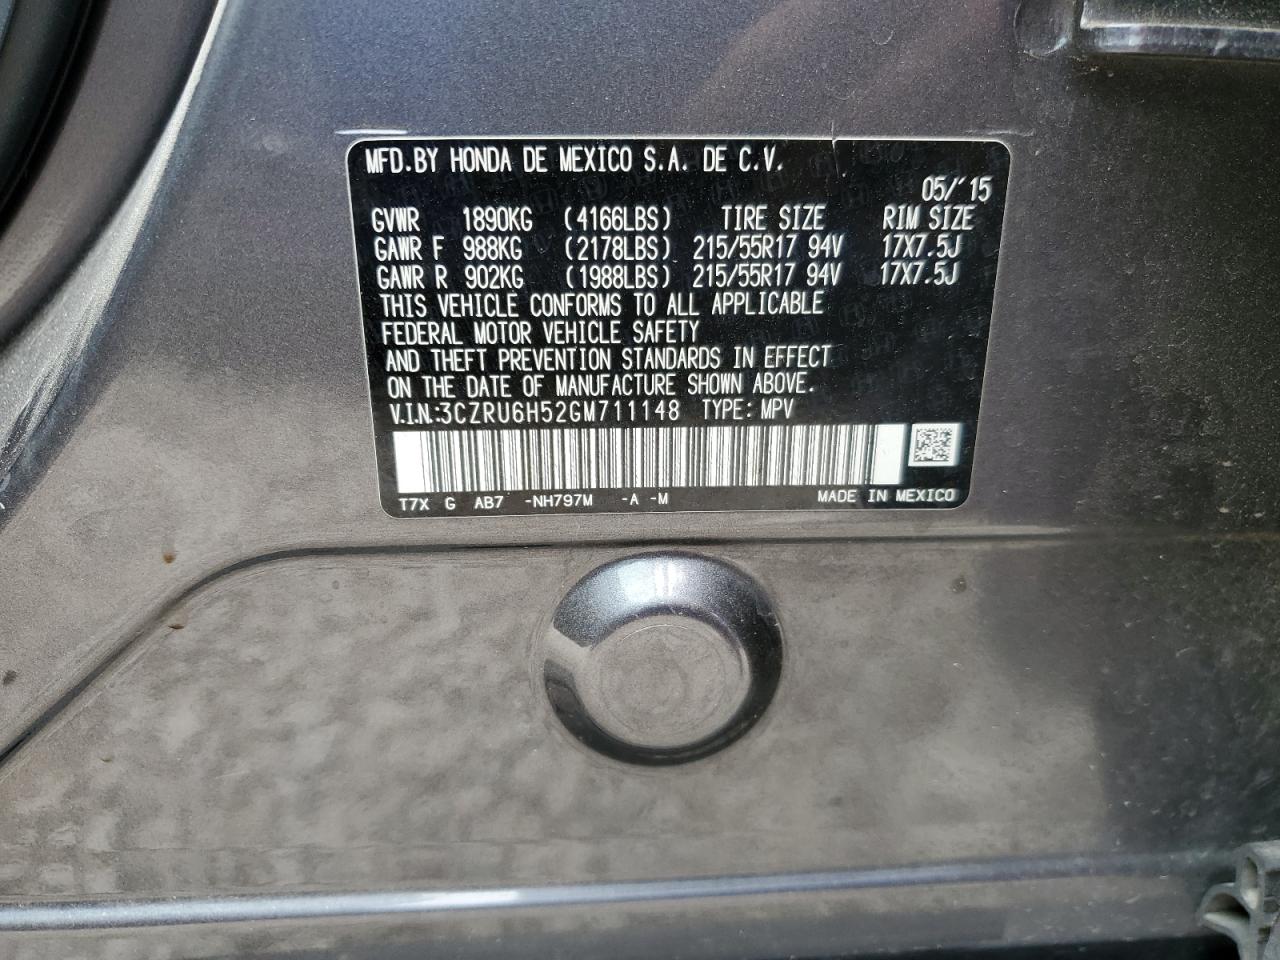 MFD.BY HONDA DE MEXICO S.A. DE C.V.
05/'15
GVWR 1890KG (4166LBS) TIRE SIZE RIM SIZE
GAWR F 988KG (2178LBS) 215/55R17 94V 17X7.5J
GAWR R 902KG (1988LBS) 215/55R17 94V 17X7.5J
THIS VEHICLE CONFORMS TO ALL APPLICABLE
FEDERAL MOTOR VEHICLE SAFETY
AND THEFT PREVENTION STANDARDS IN EFFECT
ON THE DATE OF MANUFACTURE SHOWN ABOVE.
V.I.N.:3CZRU6H52GM711148 TYPE: MPV
T7X G AB7 -NH797M -A -M MADE IN MEXICO